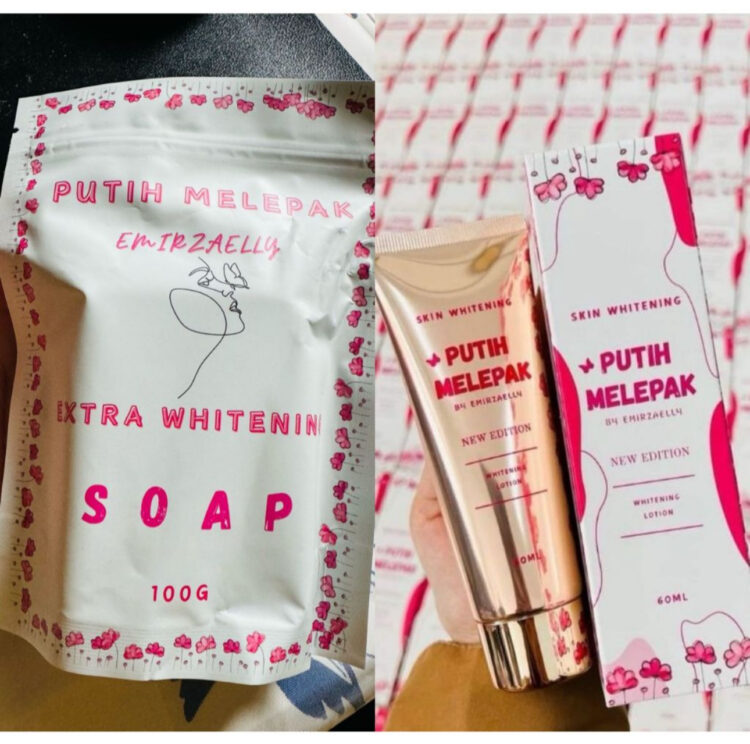 PUTIH MELEPAK
EMIRZAELLY
EXTRA WHITENIN
SOAP
100G
SKIN WHITENING
PUTIH
MELEPAK
BY EMIRZAELLY
NEW EDITION
WHITENING
LOTION
60ML
SKIN WHITENING
PUTIH
MELEPAK
BY EMIRZAELLY
NEW EDITION
WHITENING
LOTION
60ML